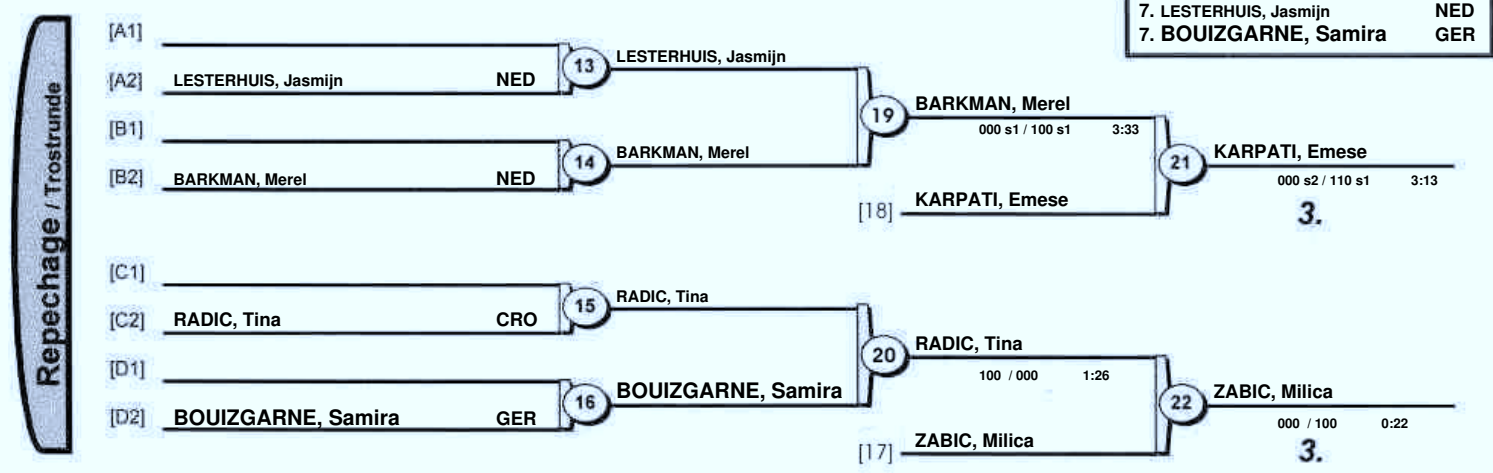 7. LESTERHUIS, Jasmijn NED
7. BOUIZGARNE, Samira GER
Repechage / Trostrunde
[A1]
[A2] LESTERHUIS, Jasmijn NED
13
LESTERHUIS, Jasmijn
[B1]
[B2] BARKMAN, Merel NED
14
BARKMAN, Merel
19
BARKMAN, Merel
000 s1 / 100 s1 3:33
[18] KARPATI, Emese
21
KARPATI, Emese
000 s2 / 110 s1 3:13
3.
[C1]
[C2] RADIC, Tina CRO
15
RADIC, Tina
[D1]
[D2] BOUIZGARNE, Samira GER
16
BOUIZGARNE, Samira
20
RADIC, Tina
100 / 000 1:26
[17] ZABIC, Milica
22
ZABIC, Milica
000 / 100 0:22
3.